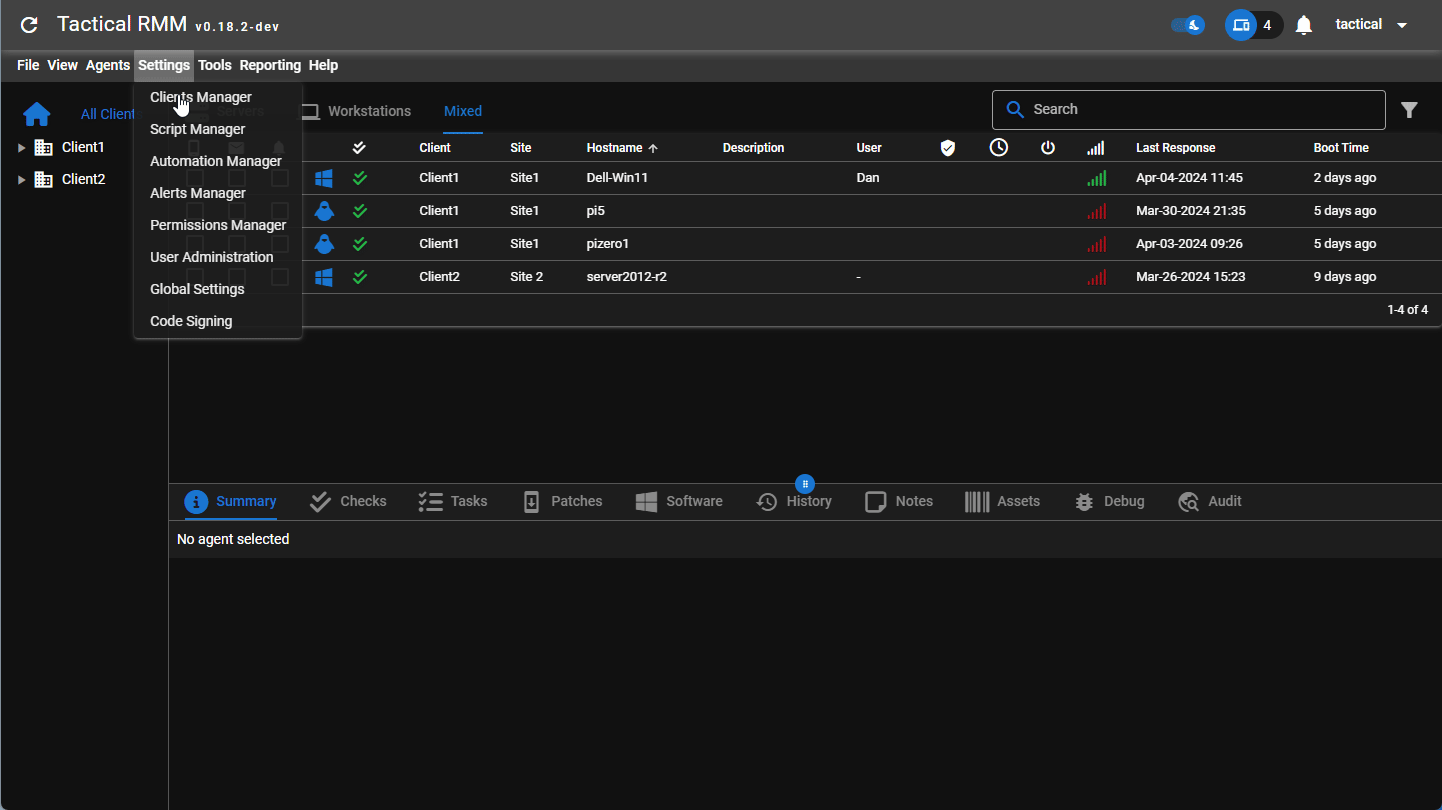 Tactical RMM v0.18.2-dev
4
tactical
File View Agents Settings Tools Reporting Help
Clients Manager
Script Manager
Automation Manager
Alerts Manager
Permissions Manager
User Administration
Global Settings
Code Signing
All Client
Client1
Client2
Servers Workstations Mixed
Search
Client Site Hostname Description User Last Response Boot Time
Client1 Site1 Dell-Win11 Dan Apr-04-2024 11:45 2 days ago
Client1 Site1 pi5 Mar-30-2024 21:35 5 days ago
Client1 Site1 pizero1 Apr-03-2024 09:26 5 days ago
Client2 Site 2 server2012-r2 - Mar-26-2024 15:23 9 days ago
1-4 of 4
Summary Checks Tasks Patches Software History Notes Assets Debug Audit
No agent selected